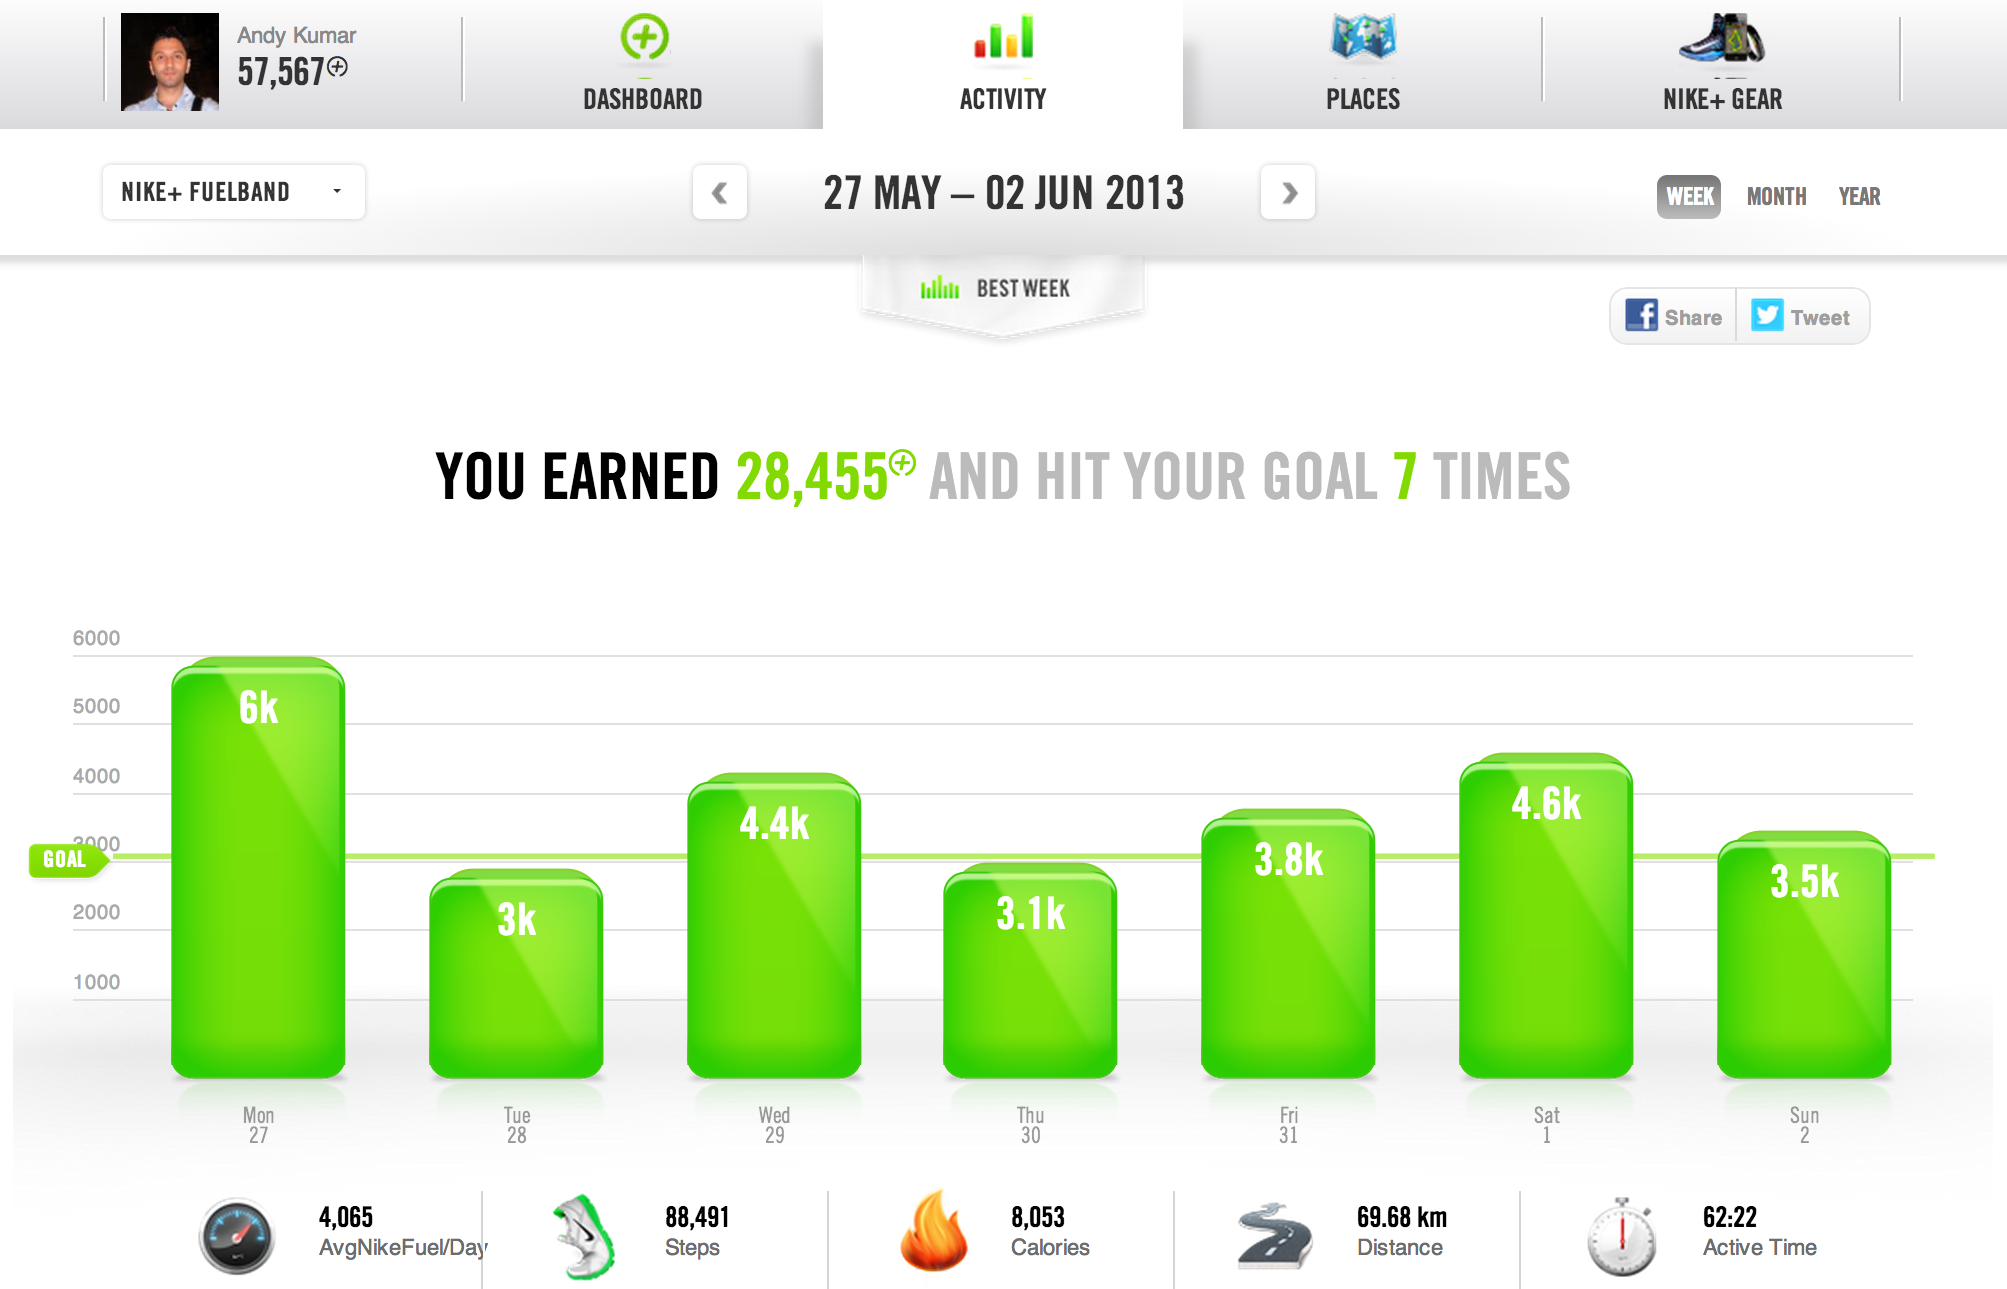 Andy Kumar
57,567
DASHBOARD
ACTIVITY
PLACES
NIKE+ GEAR
NIKE+ FUELBAND
27 MAY – 02 JUN 2013
WEEK
MONTH
YEAR
BEST WEEK
Share
Tweet
YOU EARNED 28,455 AND HIT YOUR GOAL 7 TIMES
6000
5000
4000
3000
2000
1000
GOAL
6k
3k
4.4k
3.1k
3.8k
4.6k
3.5k
Mon
27
Tue
28
Wed
29
Thu
30
Fri
31
Sat
1
Sun
2
4,065
AvgNikeFuel/Day
88,491
Steps
8,053
Calories
69.68 km
Distance
62:22
Active Time